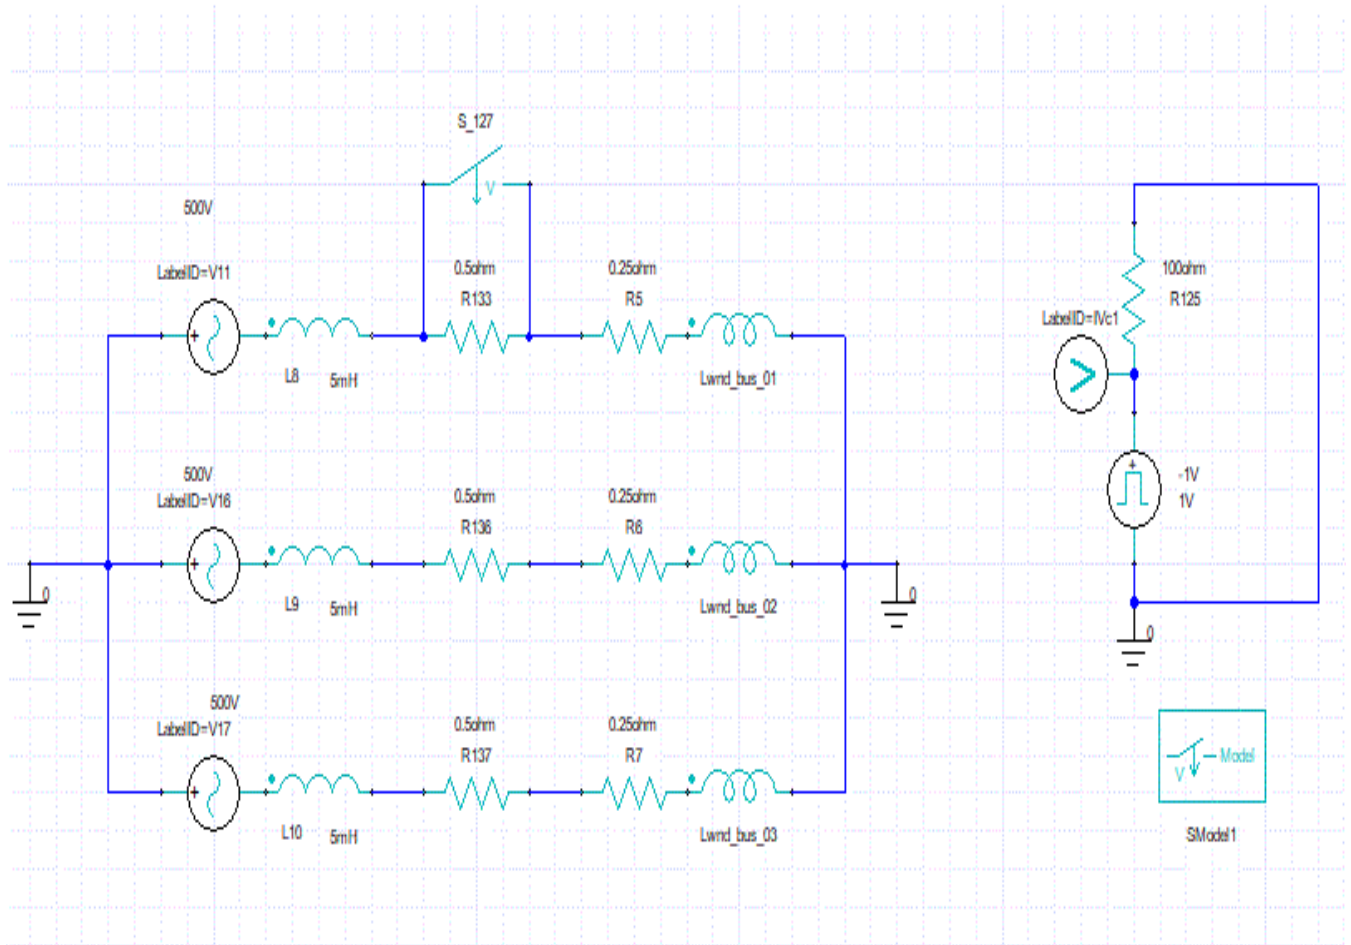 S_127
500V
LabelID=V11
0.5ohm
R133
0.25ohm
R5
L8
5mH
Lwnd_bus_01
500V
LabelID=V16
0.5ohm
R136
0.25ohm
R6
L9
5mH
Lwnd_bus_02
0
0
500V
LabelID=V17
0.5ohm
R137
0.25ohm
R7
L10
5mH
Lwnd_bus_03
100ohm
R125
LabelID=IVc1
-1V
1V
0
V
Model
V
SModel1